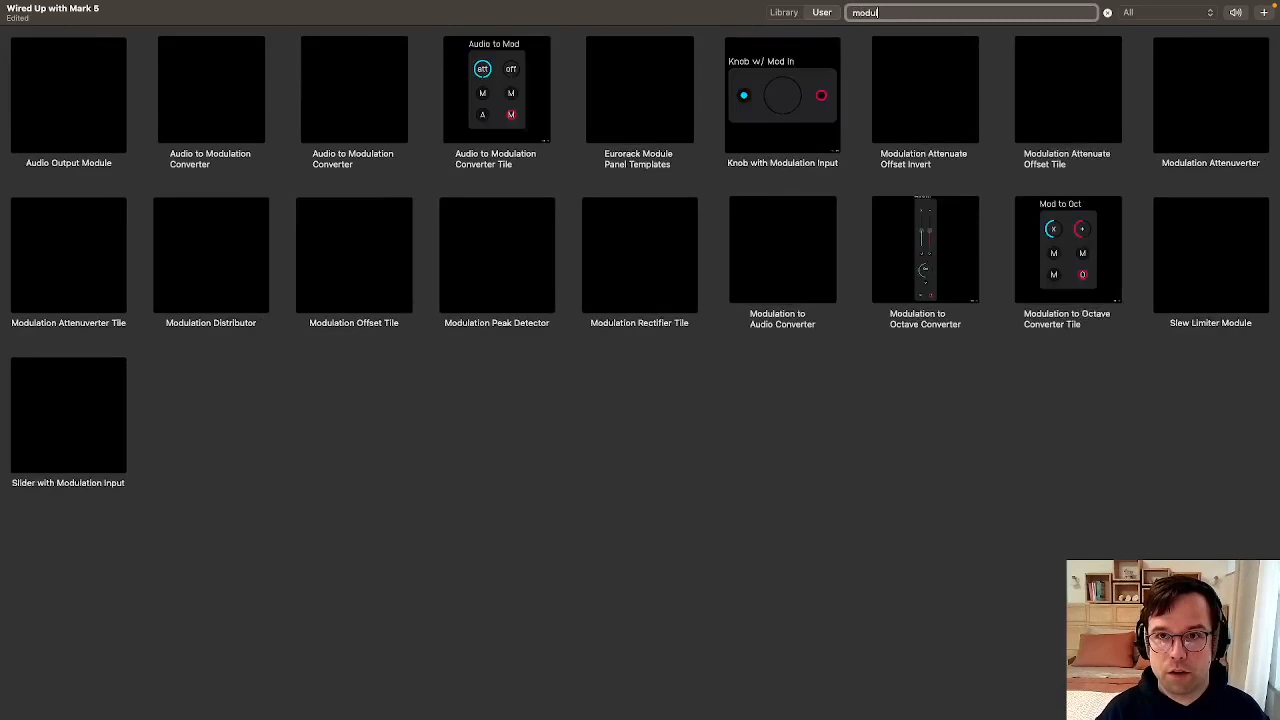 Wired Up with Mark 5
Edited
Library
User
modul
All
Audio Output Module
Audio to Modulation
Converter
Audio to Modulation
Converter
Audio to Mod
att
off
M
M
A
M
Audio to Modulation
Converter Tile
Eurorack Module
Panel Templates
Knob w/ Mod In
Knob with Modulation Input
Modulation Attenuate
Offset Invert
Modulation Attenuate
Offset Tile
Modulation Attenuverter
Modulation Attenuverter Tile
Modulation Distributor
Modulation Offset Tile
Modulation Peak Detector
Modulation Rectifier Tile
Modulation to
Audio Converter
Modulation to
Octave Converter
Mod to Oct
X
+
M
M
M
O
Modulation to Octave
Converter Tile
Slew Limiter Module
Slider with Modulation Input